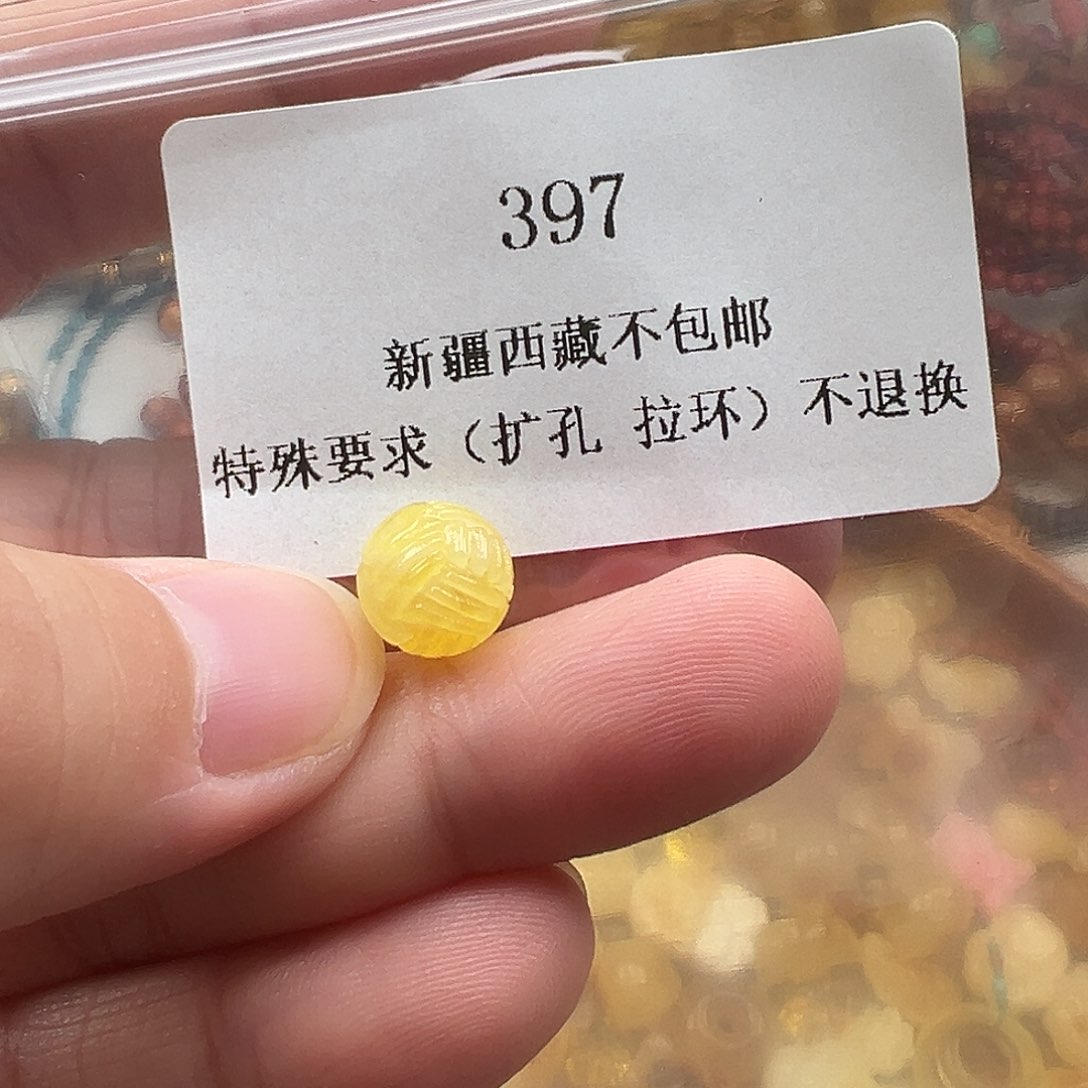 397
新疆西藏不包邮
特殊要求（扩孔 拉环）不退换